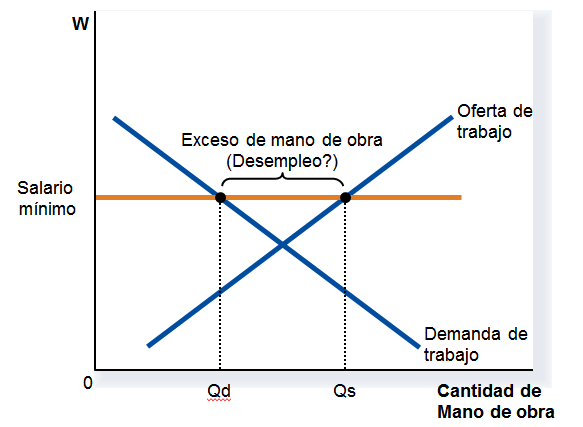 W
Oferta de
trabajo
Exceso de mano de obra
(Desempleo?)
Salario
mínimo
Demanda de
trabajo
0
Qd
Qs
Cantidad de
Mano de obra